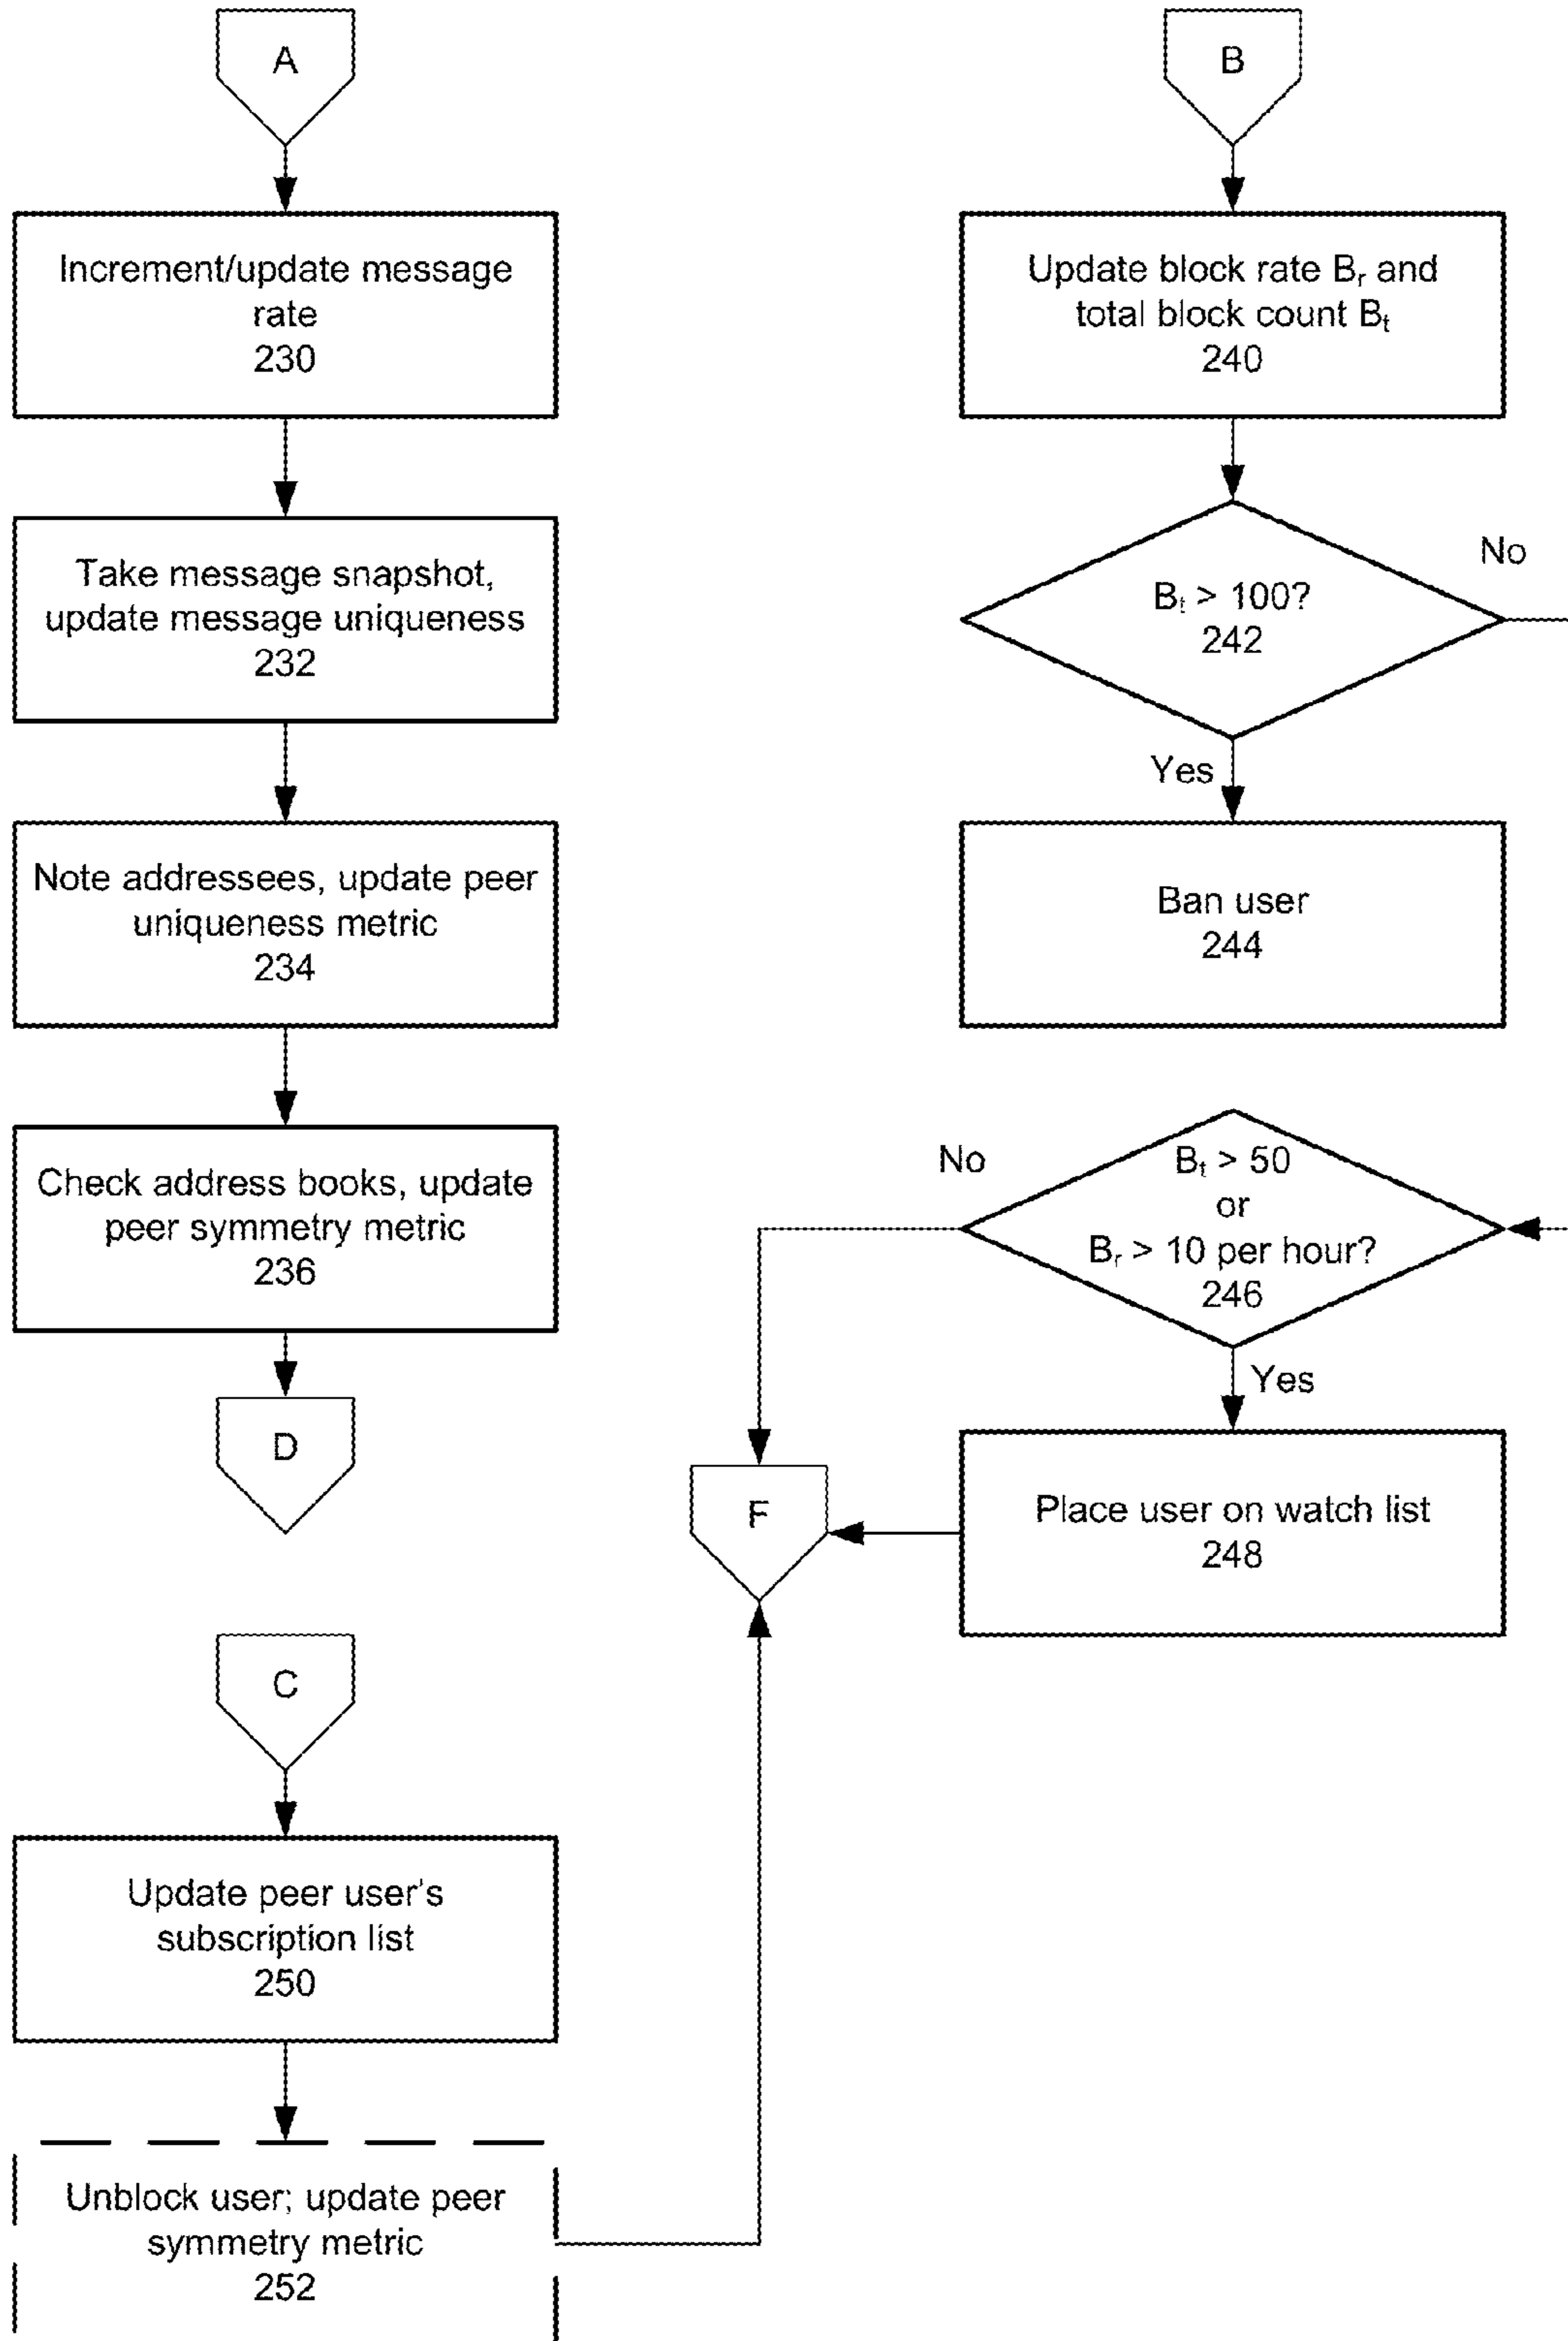 A
Increment/update message
rate
230
Take message snapshot,
update message uniqueness
232
Note addressees, update peer
uniqueness metric
234
Check address books, update
peer symmetry metric
236
D
B
Update block rate Br and
total block count Bt
240
Bt > 100?
242
No
Yes
Ban user
244
Bt > 50
or
Br > 10 per hour?
246
No
Yes
Place user on watch list
248
F
C
Update peer user's
subscription list
250
Unblock user; update peer
symmetry metric
252